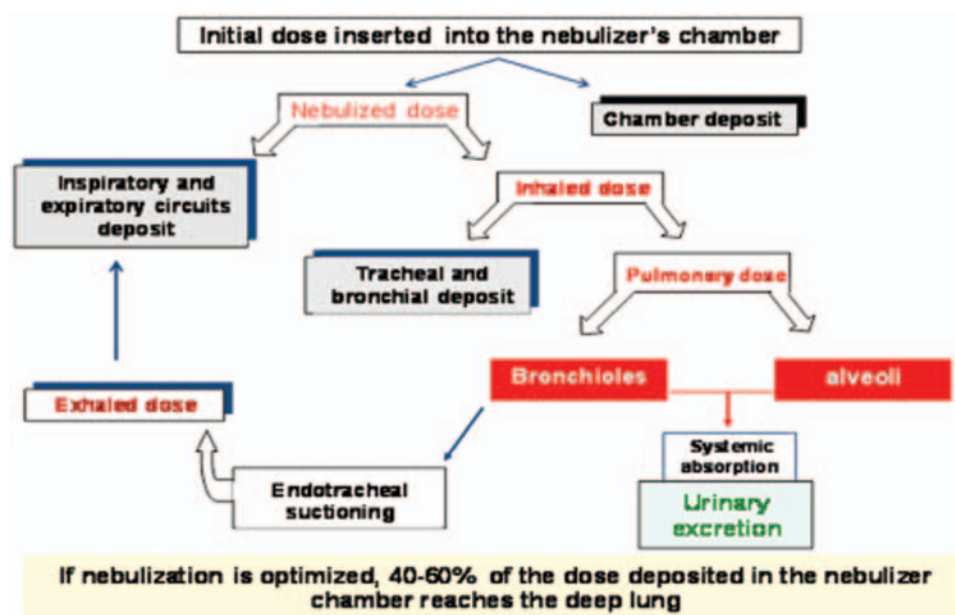 Initial dose inserted into the nebulizer's chamber
Nebulized dose
Chamber deposit
Inspiratory and
expiratory circuits
deposit
Inhaled dose
Tracheal and
bronchial deposit
Pulmonary dose
Bronchioles
alveoli
Exhaled dose
Systemic
absorption
Endotracheal
suctioning
Urinary
excretion
If nebulization is optimized, 40-60% of the dose deposited in the nebulizer
chamber reaches the deep lung